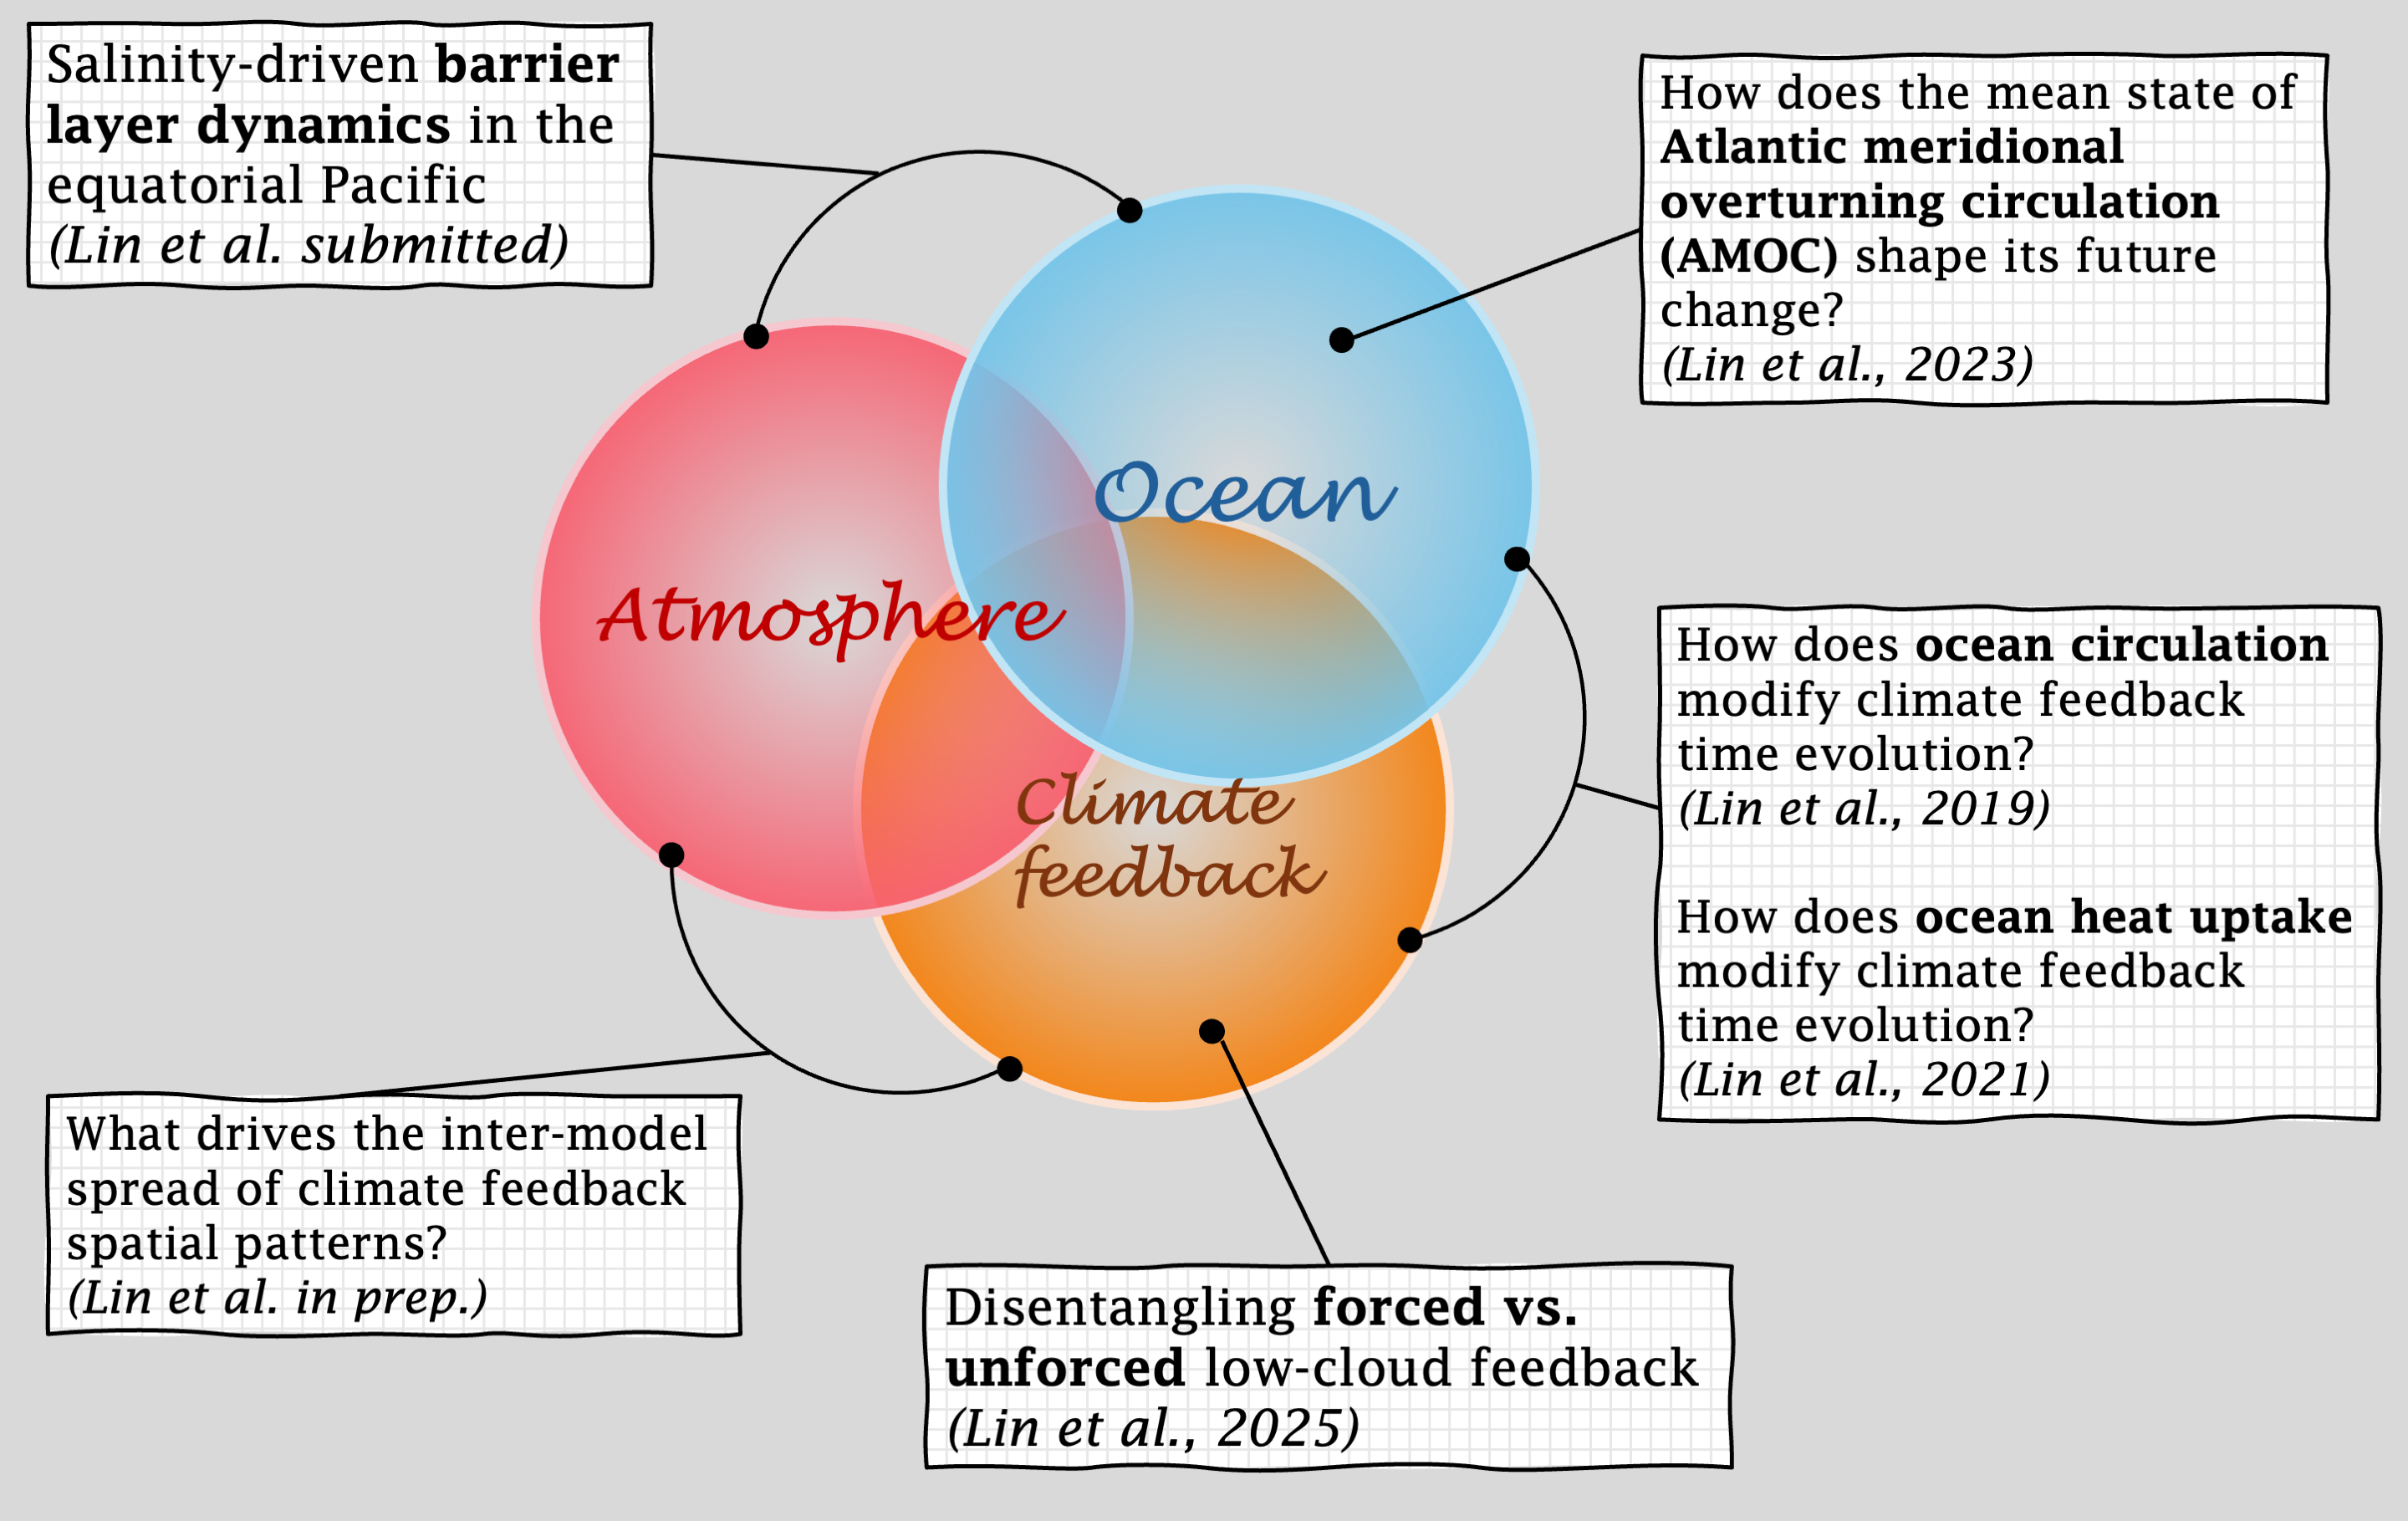 Salinity-driven barrier
layer dynamics in the
equatorial Pacific
(Lin et al. submitted)
How does the mean state of
Atlantic meridional
overturning circulation
(AMOC) shape its future
change?
(Lin et al., 2023)
Ocean
Atmosphere
Climate
feedback
How does ocean circulation
modify climate feedback
time evolution?
(Lin et al., 2019)
How does ocean heat uptake
modify climate feedback
time evolution?
(Lin et al., 2021)
What drives the inter-model
spread of climate feedback
spatial patterns?
(Lin et al. in prep.)
Disentangling forced vs.
unforced low-cloud feedback
(Lin et al., 2025)